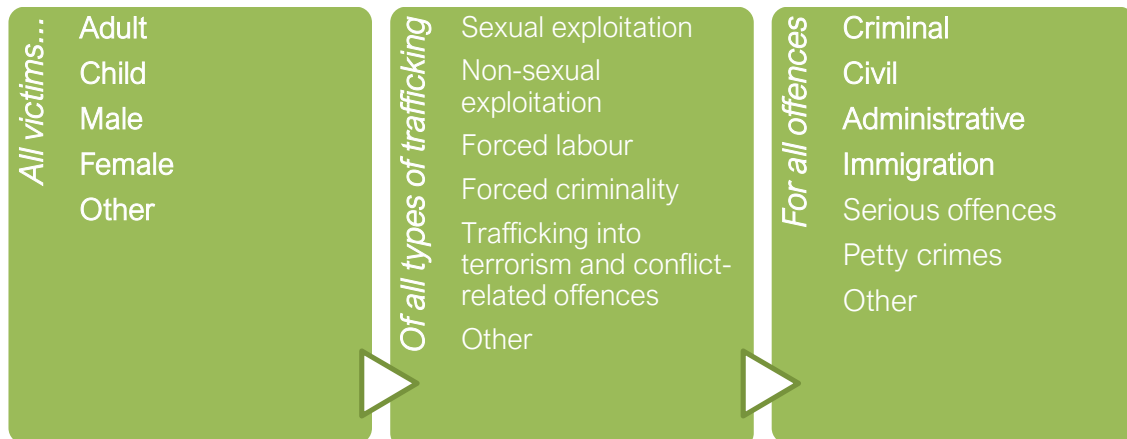 All victims...
Adult
Child
Male
Female
Other
Of all types of trafficking
Sexual exploitation
Non-sexual
exploitation
Forced labour
Forced criminality
Trafficking into
terrorism and conflict-
related offences
Other
For all offences
Criminal
Civil
Administrative
Immigration
Serious offences
Petty crimes
Other